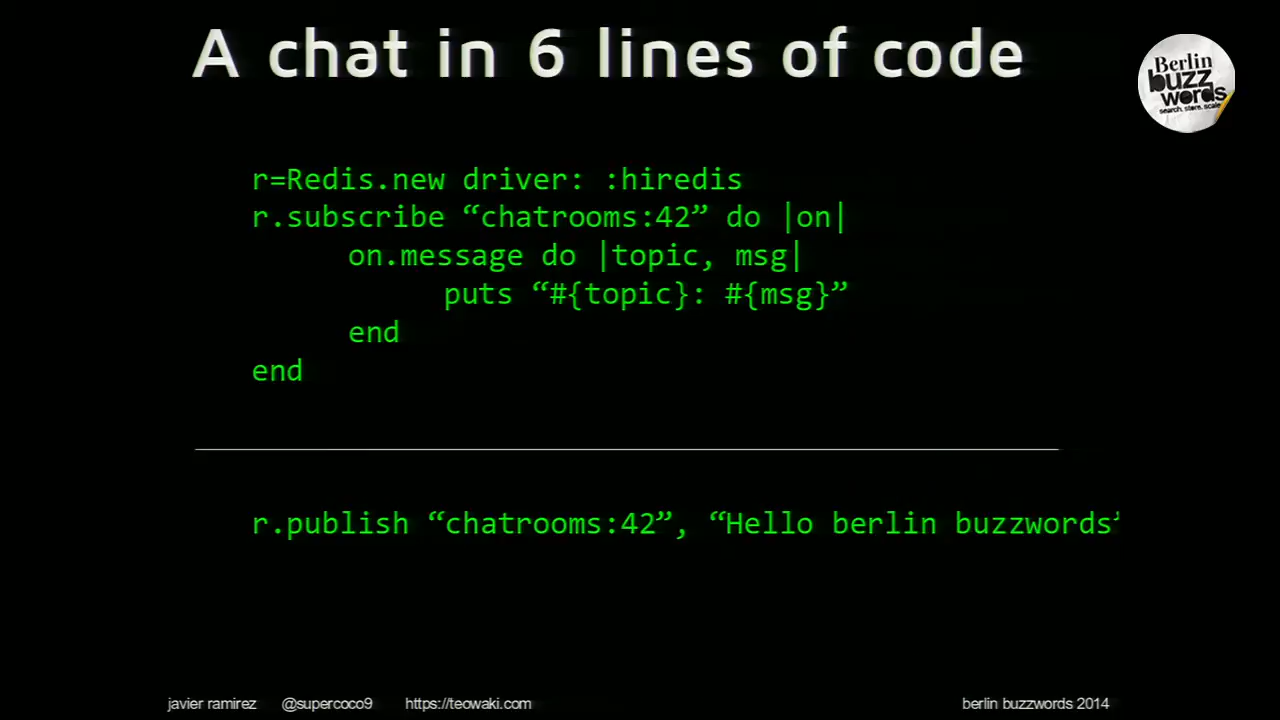 A chat in 6 lines of code
Berlin
buzz
words
search. store. scale.
r=Redis.new driver: :hiredis
r.subscribe “chatrooms:42” do |on|
on.message do |topic, msg|
puts “#{topic}: #{msg}”
end
end
r.publish “chatrooms:42”, “Hello berlin buzzwords’
javier ramirez @supercoco9 https://teowaki.com berlin buzzwords 2014